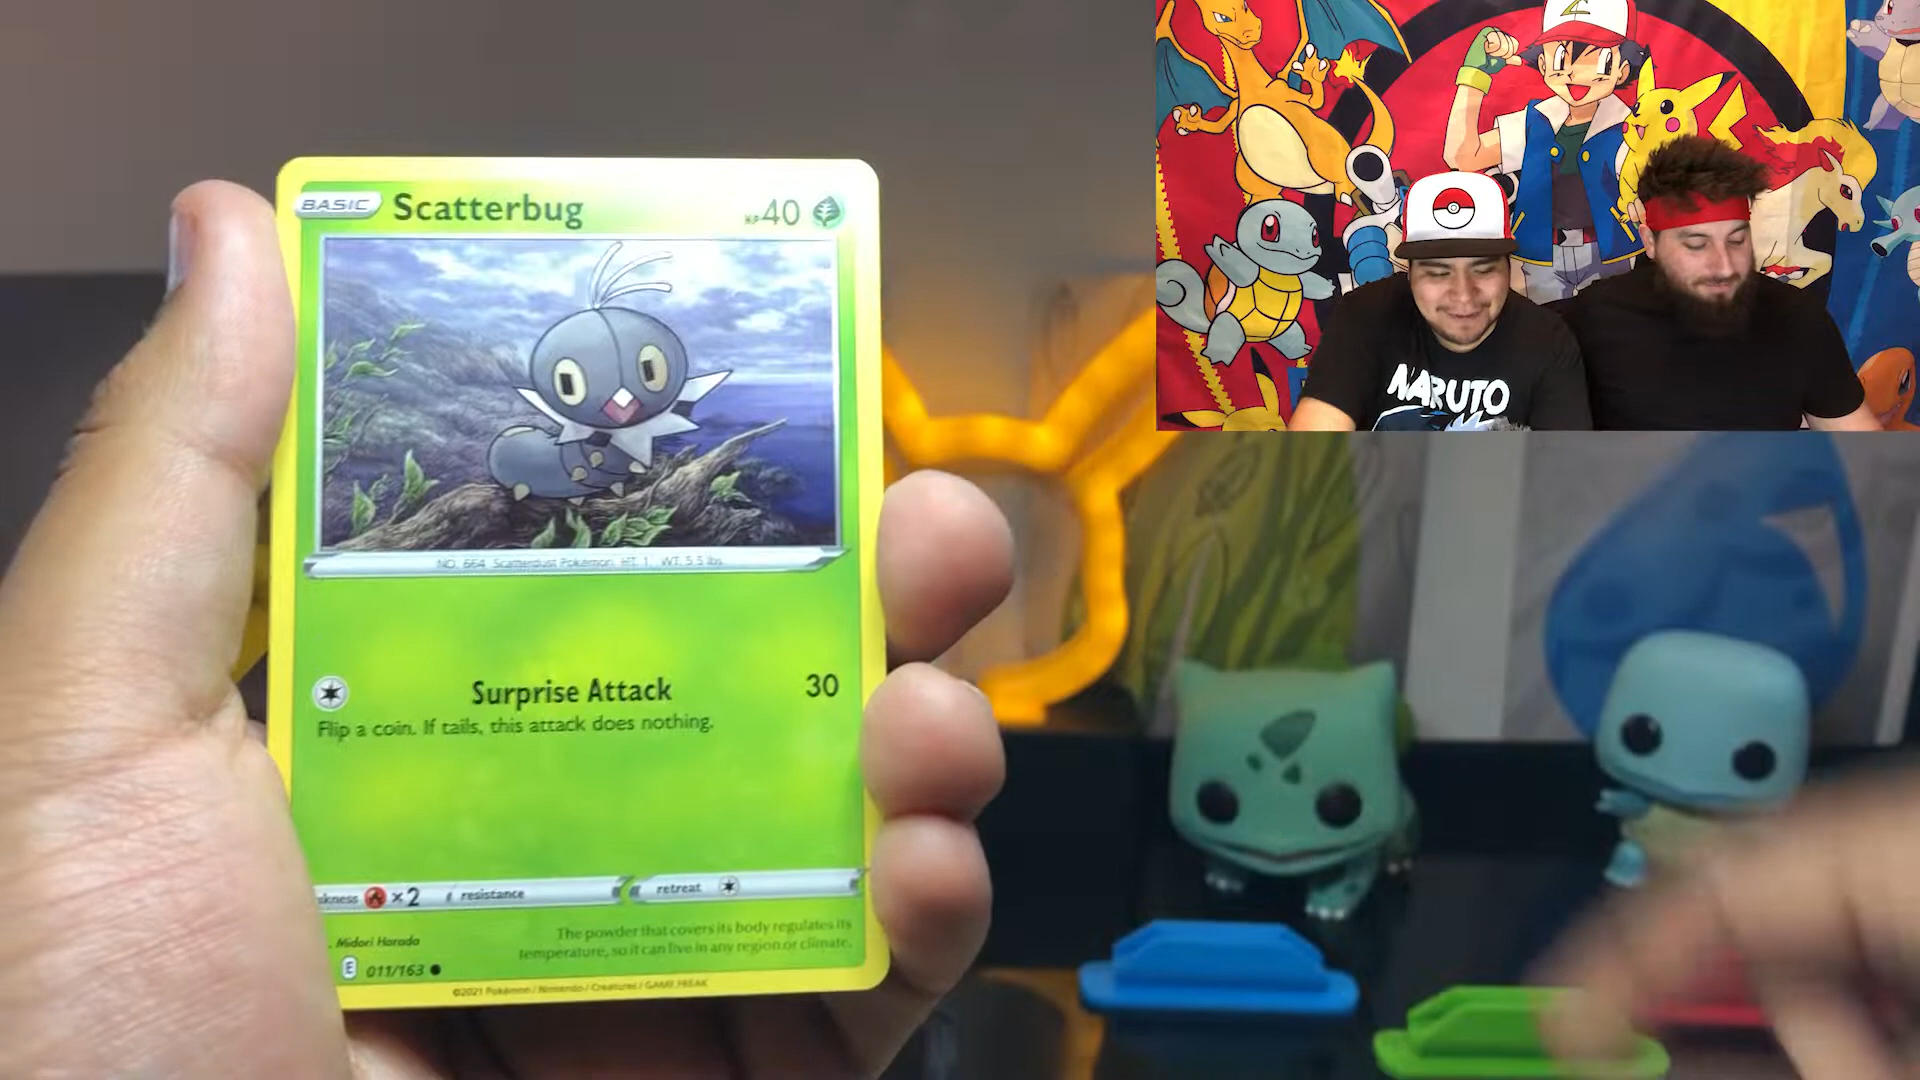 BASIC Scatterbug HP 40
NO. 664 Scatterdust Pokémon HT: 1 WT: 5.5 lbs
Surprise Attack 30
Flip a coin. If tails, this attack does nothing.
kness ×2 resistance retreat
. Midori Harada
The powder that covers its body regulates its
temperature, so it can live in any region or climate.
E 011/163
©2021 Pokémon / Nintendo / Creatures / GAME FREAK
NARUTO